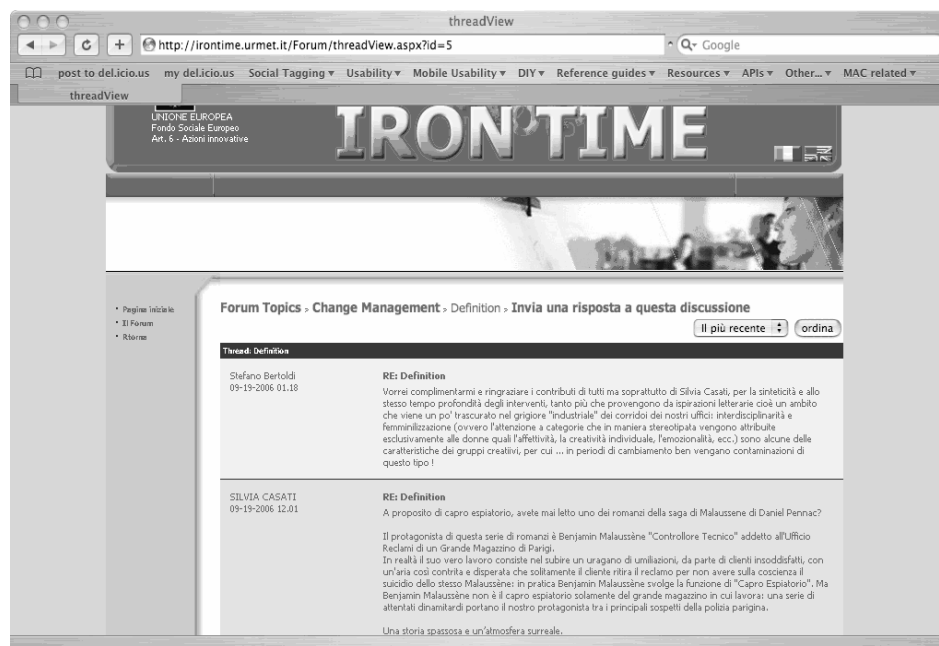 threadView
http://irontime.urmet.it/Forum/threadView.aspx?id=5
Google
post to del.icio.us my del.icio.us Social Tagging Usability Mobile Usability DIY Reference guides Resources APIs Other... MAC related
threadView
UNIONE EUROPEA
Fondo Sociale Europeo
Art. 6 - Azioni innovative
IRON TIME
Pagina iniziale
Il Forum
Ritorna
Forum Topics > Change Management > Definition > Invia una risposta a questa discussione
Il più recente ordina
Thread: Definition
Stefano Bertoldi
09-19-2006 01.18
RE: Definition
Vorrei complimentarmi e ringraziare i contributi di tutti ma soprattutto di Silvia Casati, per la sinteticità e allo
stesso tempo profondità degli interventi, tanto più che provengono da ispirazioni letterarie cioè un ambito
che viene un po' trascurato nel grigiore "industriale" dei corridoi dei nostri uffici: interdisciplinarità e
femminilizzazione (ovvero l'attenzione a categorie che in maniera stereotipata vengono attribuite
esclusivamente alle donne quali l'affettività, la creatività individuale, l'emozionalità, ecc.) sono alcune delle
caratteristiche dei gruppi creativi, per cui ... in periodi di cambiamento ben vengano contaminazioni di
questo tipo !
SILVIA CASATI
09-19-2006 12.01
RE: Definition
A proposito di capro espiatorio, avete mai letto uno dei romanzi della saga di Malaussene di Daniel Pennac?
Il protagonista di questa serie di romanzi è Benjamin Malaussène "Controllore Tecnico" addetto all'Ufficio
Reclami di un Grande Magazzino di Parigi.
In realtà il suo vero lavoro consiste nel subire un uragano di umiliazioni, da parte di clienti insoddisfatti, con
un'aria così contrita e disperata che solitamente il cliente ritira il reclamo per non avere sulla coscienza il
suicidio dello stesso Malaussène: in pratica Benjamin Malaussène svolge la funzione di "Capro Espiatorio". Ma
Benjamin Malaussène non è il capro espiatorio solamente del grande magazzino in cui lavora: una serie di
attentati dinamitardi portano il nostro protagonista tra i principali sospetti della polizia parigina.
Una storia spassosa e un'atmosfera surreale.